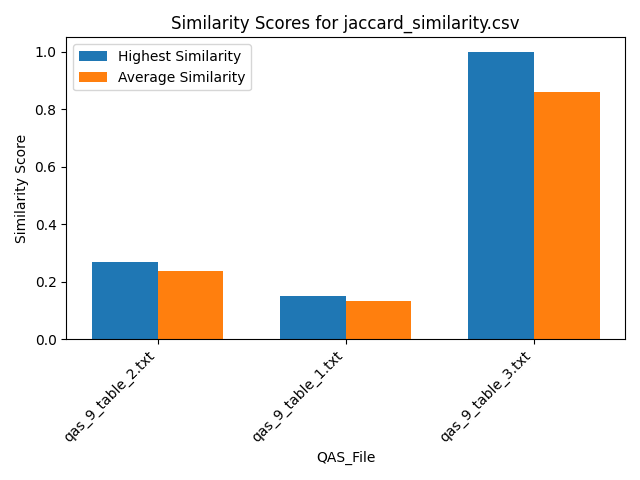 Similarity Scores for jaccard_similarity.csv
Highest Similarity
Average Similarity
Similarity Score
1.0
0.8
0.6
0.4
0.2
0.0
qas_9_table_2.txt
qas_9_table_1.txt
qas_9_table_3.txt
QAS_File